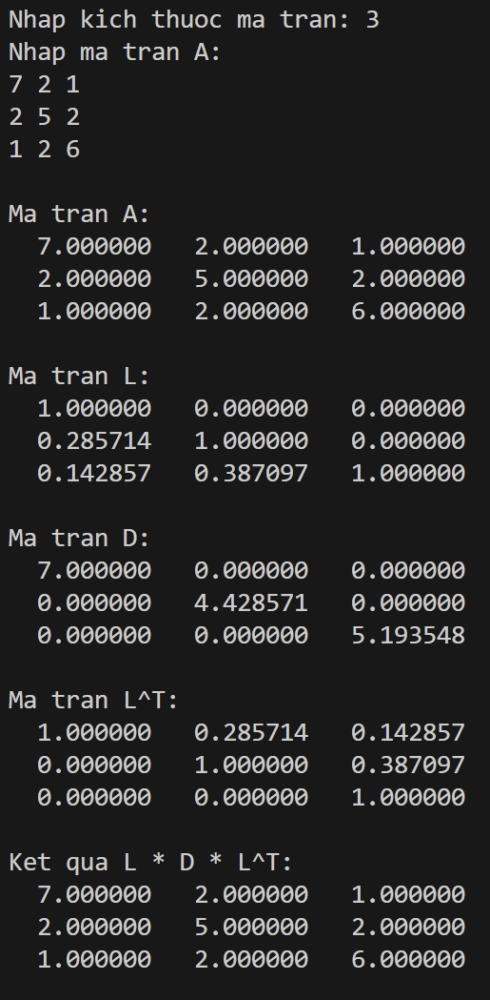 Nhap kich thuoc ma tran: 3
Nhap ma tran A:
7 2 1
2 5 2
1 2 6
Ma tran A:
7.000000 2.000000 1.000000
2.000000 5.000000 2.000000
1.000000 2.000000 6.000000
Ma tran L:
1.000000 0.000000 0.000000
0.285714 1.000000 0.000000
0.142857 0.387097 1.000000
Ma tran D:
7.000000 0.000000 0.000000
0.000000 4.428571 0.000000
0.000000 0.000000 5.193548
Ma tran L^T:
1.000000 0.285714 0.142857
0.000000 1.000000 0.387097
0.000000 0.000000 1.000000
Ket qua L * D * L^T:
7.000000 2.000000 1.000000
2.000000 5.000000 2.000000
1.000000 2.000000 6.000000